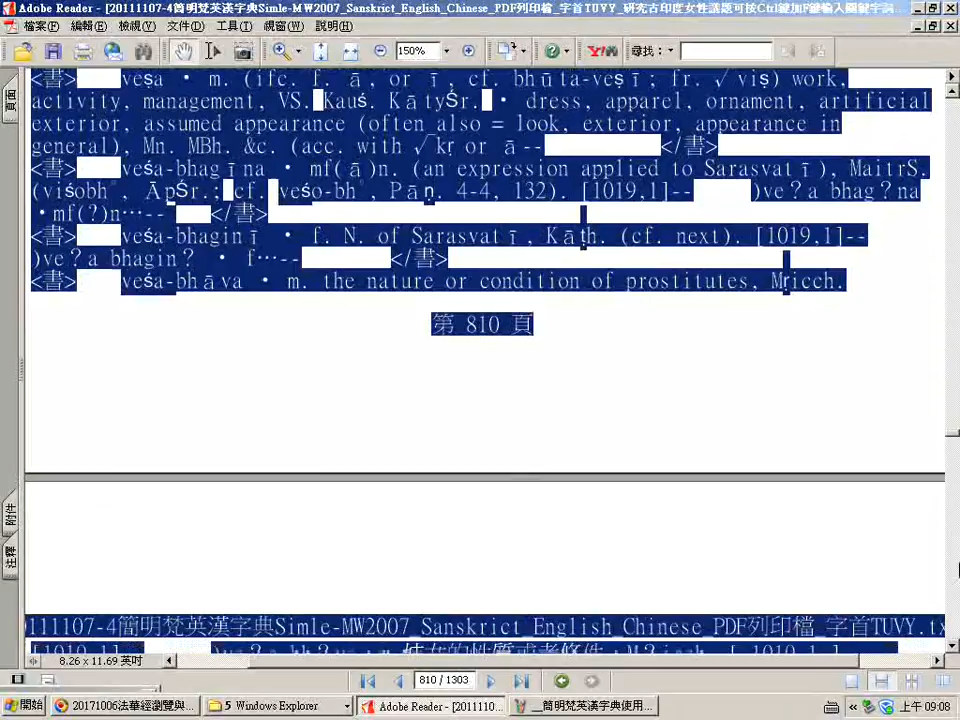 Adobe Reader - [20111107-4簡明梵英漢字典Simle-MW2007_Sanskrict_English_Chinese_PDF列印檔_字首TUVY_研究古印度女性議題可按Ctrl鍵加F鍵輸入關鍵字詞...
檔案(F) 編輯(E) 檢視(V) 文件(D) 工具(T) 視窗(W) 說明(H)
150% Y! 尋找:
頁面
附件
注釋
<書> veṣa · m. (ifc. f. ā, or ī, cf. bhūta-veṣī; fr. √viṣ) work,
activity, management, VS. Kauś. KātyŚr. · dress, apparel, ornament, artificial
exterior, assumed appearance (often also = look, exterior, appearance in
general), Mn. MBh. &c. (acc. with √kṛ or ā-- </書>
<書> veśa-bhagīna · mf(ā)n. (an expression applied to Sarasvatī), MaitrS.
(viśobh°, ĀpŚr.; cf. veśo-bh°, Pāṇ. 4-4, 132). [1019,1]-- )ve?a bhag?na
·mf(?)n…-- </書>
<書> veśa-bhaginī · f. N. of Sarasvatī, Kāṭh. (cf. next). [1019,1]--
)ve?a bhagin? · f…-- </書>
<書> veśa-bhāva · m. the nature or condition of prostitutes, Mṛicch.
第 810 頁
111107-4簡明梵英漢字典Simle-MW2007_Sanskrict_English_Chinese_PDF列印檔_字首TUVY.tx
8.26 x 11.69 英吋
810 / 1303
開始 20171006法華經瀏覽與... 5 Windows Explorer Adobe Reader - [2010... __簡明梵英字典使用... 上午 09:08